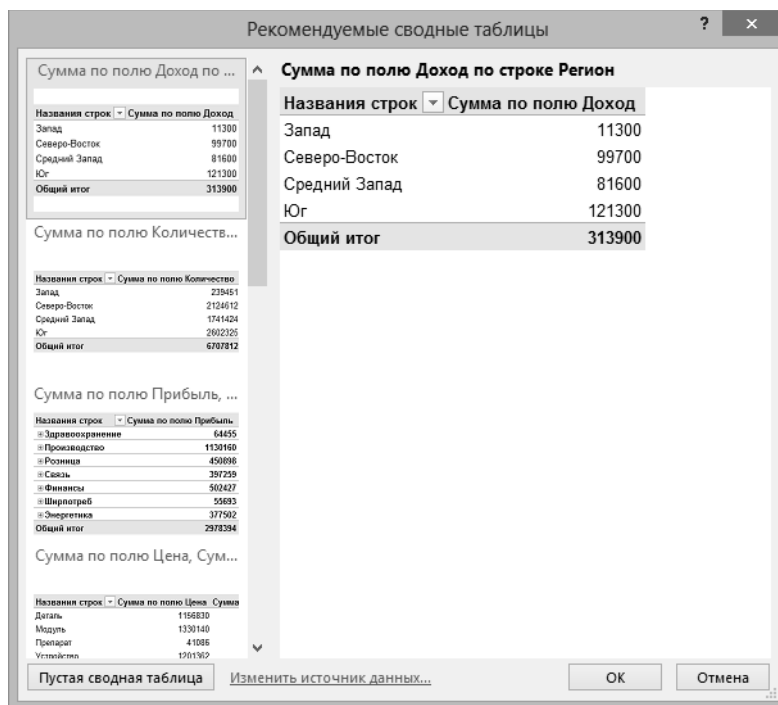 Рекомендуемые сводные таблицы
? ×
Сумма по полю Доход по ...
Названия строк Сумма по полю Доход
Запад 11300
Северо-Восток 99700
Средний Запад 81600
Юг 121300
Общий итог 313900
Сумма по полю Количеств...
Названия строк Сумма по полю Количество
Запад 239451
Северо-Восток 2124612
Средний Запад 1741424
Юг 2602325
Общий итог 6707812
Сумма по полю Прибыль, ...
Названия строк Сумма по полю Прибыль
Здравоохранение 64455
Производство 1130160
Розница 450898
Связь 397259
Финансы 502427
Ширпотреб 55693
Энергетика 377502
Общий итог 2978394
Сумма по полю Цена, Сум...
Названия строк Сумма по полю Цена Сумма
Деталь 1156830
Модуль 1330140
Препарат 41086
Устройство 1201362
Сумма по полю Доход по строке Регион
Названия строк Сумма по полю Доход
Запад 11300
Северо-Восток 99700
Средний Запад 81600
Юг 121300
Общий итог 313900
Пустая сводная таблица Изменить источник данных... ОК Отмена